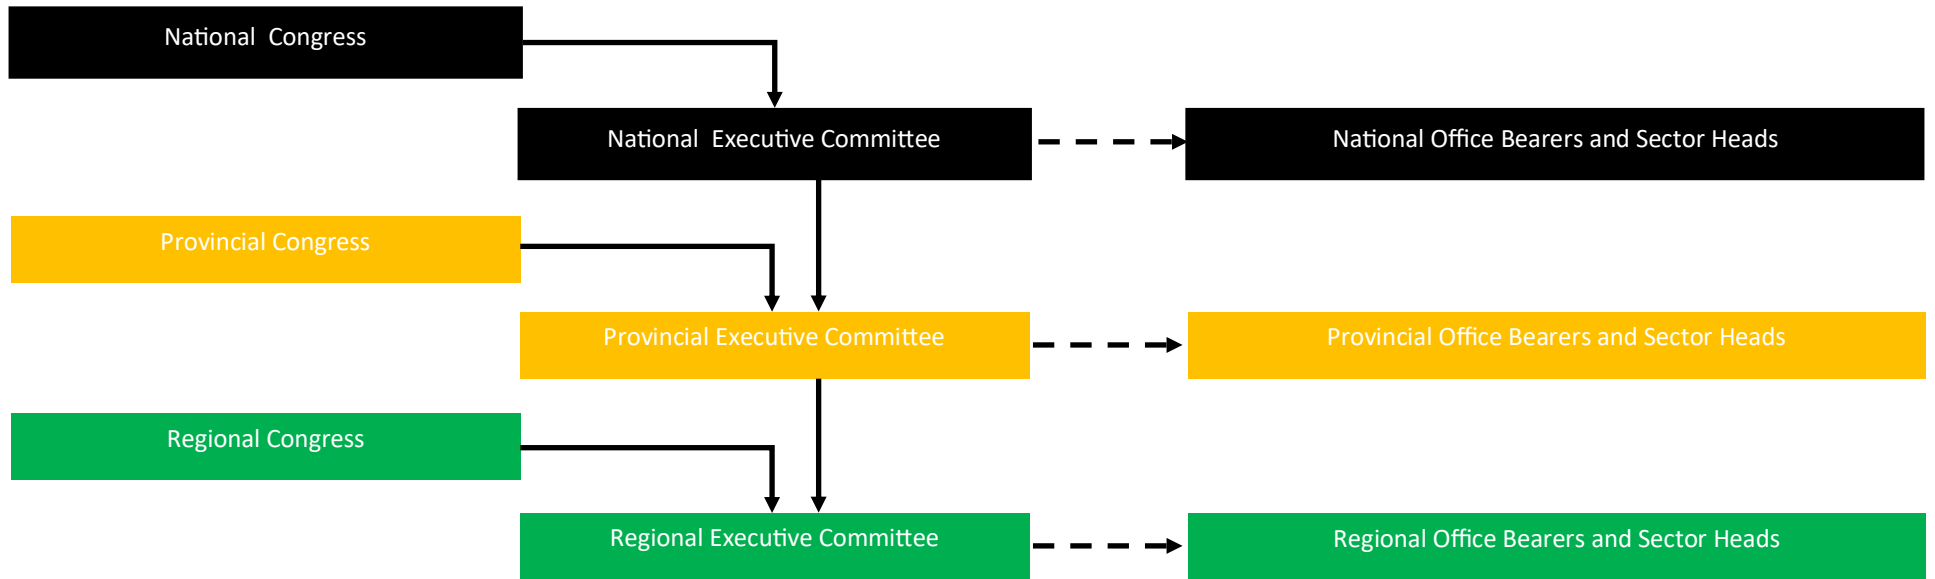 National  Congress
National  Executive Committee
National Office Bearers and Sector Heads
Provincial Congress
Provincial Executive Committee
Provincial Office Bearers and Sector Heads
Regional Congress
Regional Executive Committee
Regional Office Bearers and Sector Heads